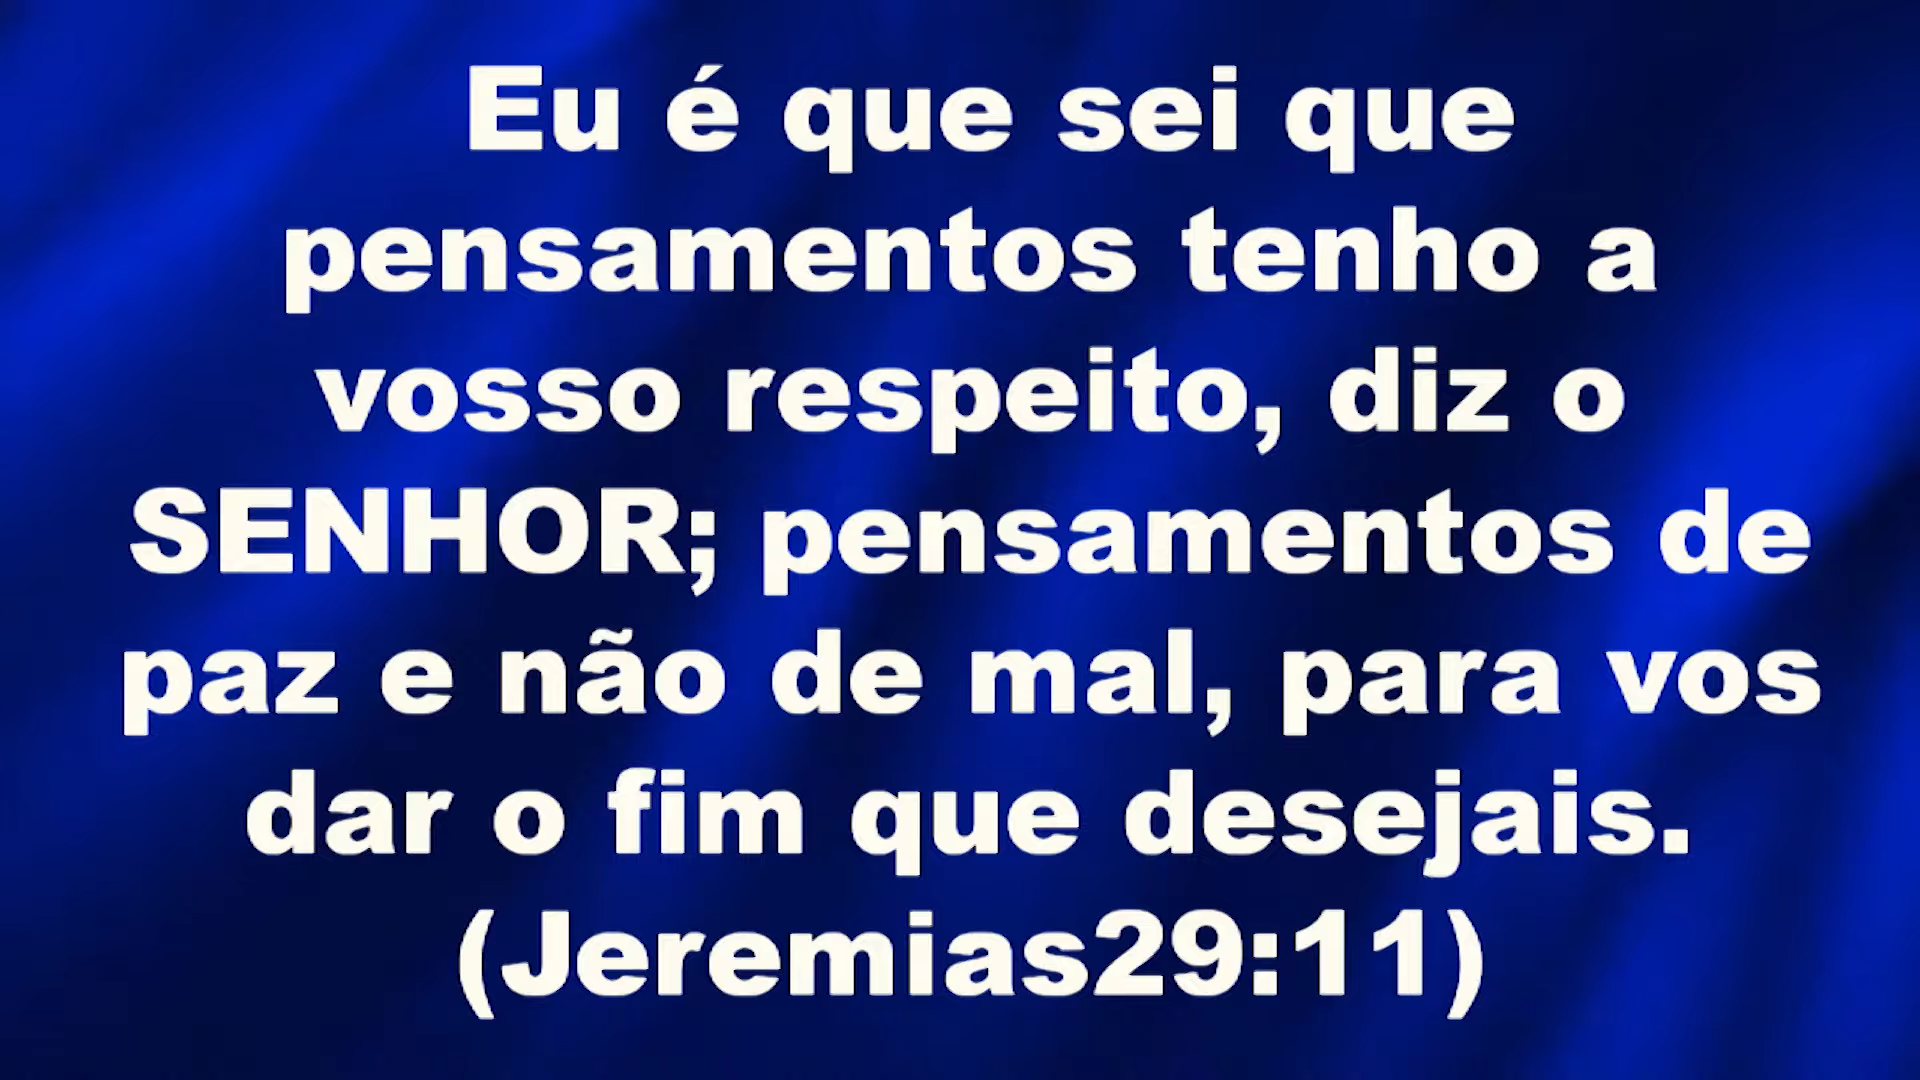 Eu é que sei que
pensamentos tenho a
vosso respeito, diz o
SENHOR; pensamentos de
paz e não de mal, para vos
dar o fim que desejais.
(Jeremias29:11)